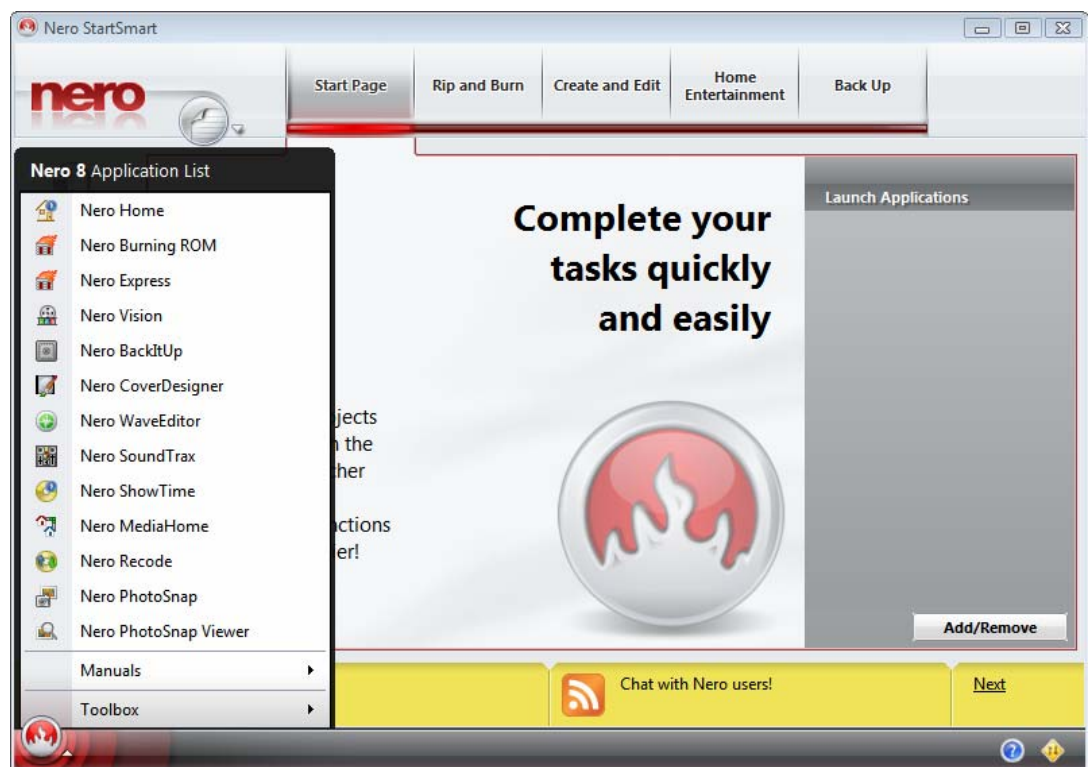 Nero StartSmart
nero
Start Page
Rip and Burn
Create and Edit
Home
Entertainment
Back Up
Nero 8 Application List
Nero Home
Nero Burning ROM
Nero Express
Nero Vision
Nero BackItUp
Nero CoverDesigner
Nero WaveEditor
Nero SoundTrax
Nero ShowTime
Nero MediaHome
Nero Recode
Nero PhotoSnap
Nero PhotoSnap Viewer
Manuals
Toolbox
Complete your
tasks quickly
and easily
jects
the
her
ctions
er!
Launch Applications
Add/Remove
Chat with Nero users!
Next